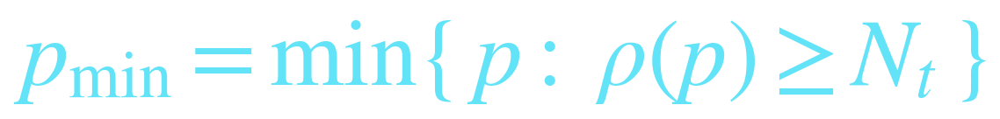 p_min = min{ p : ρ(p) ≥ N_t }